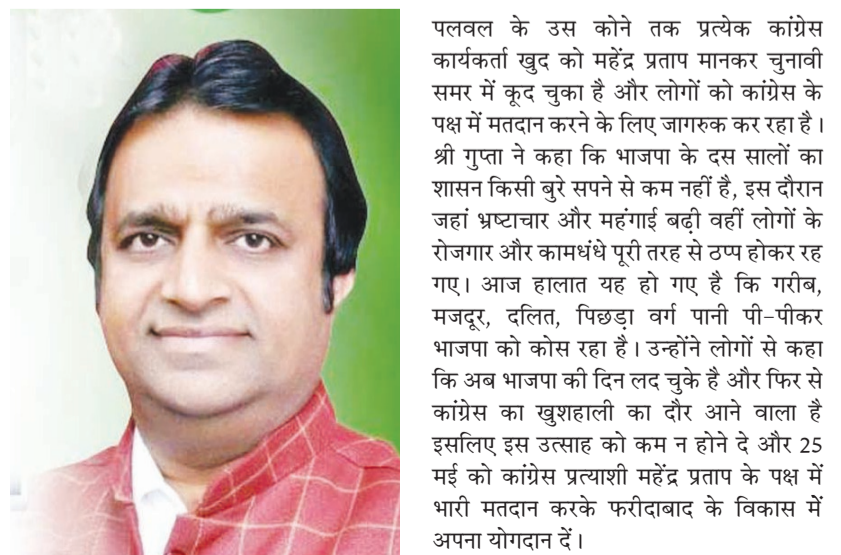 पलवल के उस कोने तक प्रत्येक कांग्रेस
कार्यकर्ता खुद को महेंद्र प्रताप मानकर चुनावी
समर में कूद चुका है और लोगों को कांग्रेस के
पक्ष में मतदान करने के लिए जागरुक कर रहा है।
श्री गुप्ता ने कहा कि भाजपा के दस सालों का
शासन किसी बुरे सपने से कम नहीं है, इस दौरान
जहां भ्रष्टाचार और महंगाई बढ़ी वहीं लोगों के
रोजगार और कामधंधे पूरी तरह से ठप्प होकर रह
गए। आज हालात यह हो गए है कि गरीब,
मजदूर, दलित, पिछड़ा वर्ग पानी पी-पीकर
भाजपा को कोस रहा है। उन्होंने लोगों से कहा
कि अब भाजपा की दिन लद चुके है और फिर से
कांग्रेस का खुशहाली का दौर आने वाला है
इसलिए इस उत्साह को कम न होने दे और 25
मई को कांग्रेस प्रत्याशी महेंद्र प्रताप के पक्ष में
भारी मतदान करके फरीदाबाद के विकास में
अपना योगदान दें।